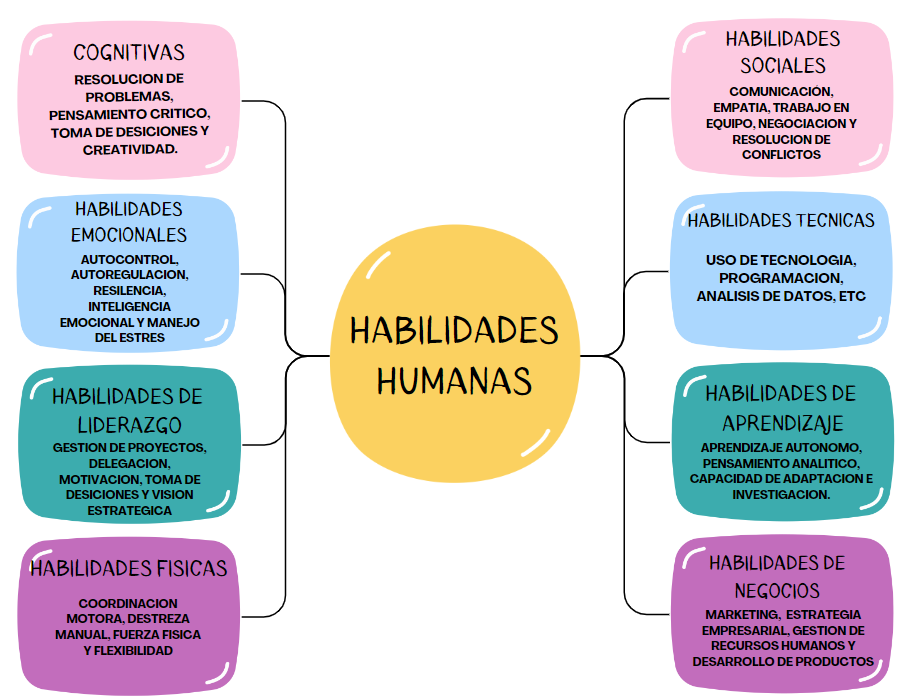 COGNITIVAS
RESOLUCION DE
PROBLEMAS,
PENSAMIENTO CRITICO,
TOMA DE DESICIONES Y
CREATIVIDAD.
HABILIDADES
EMOCIONALES
AUTOCONTROL,
AUTOREGULACION,
RESILENCIA,
INTELIGENCIA
EMOCIONAL Y MANEJO
DEL ESTRES
HABILIDADES DE
LIDERAZGO
GESTION DE PROYECTOS,
DELEGACION,
MOTIVACION, TOMA DE
DESICIONES Y VISION
ESTRATEGICA
HABILIDADES FISICAS
COORDINACION
MOTORA, DESTREZA
MANUAL, FUERZA FISICA
Y FLEXIBILIDAD
HABILIDADES
HUMANAS
HABILIDADES
SOCIALES
COMUNICACIÓN,
EMPATIA, TRABAJO EN
EQUIPO, NEGOCIACION Y
RESOLUCION DE
CONFLICTOS
HABILIDADES TECNICAS
USO DE TECNOLOGIA,
PROGRAMACION,
ANALISIS DE DATOS, ETC
HABILIDADES DE
APRENDIZAJE
APRENDIZAJE AUTONOMO,
PENSAMIENTO ANALITICO,
CAPACIDAD DE ADAPTACION E
INVESTIGACION.
HABILIDADES DE
NEGOCIOS
MARKETING, ESTRATEGIA
EMPRESARIAL, GESTION DE
RECURSOS HUMANOS Y
DESARROLLO DE PRODUCTOS